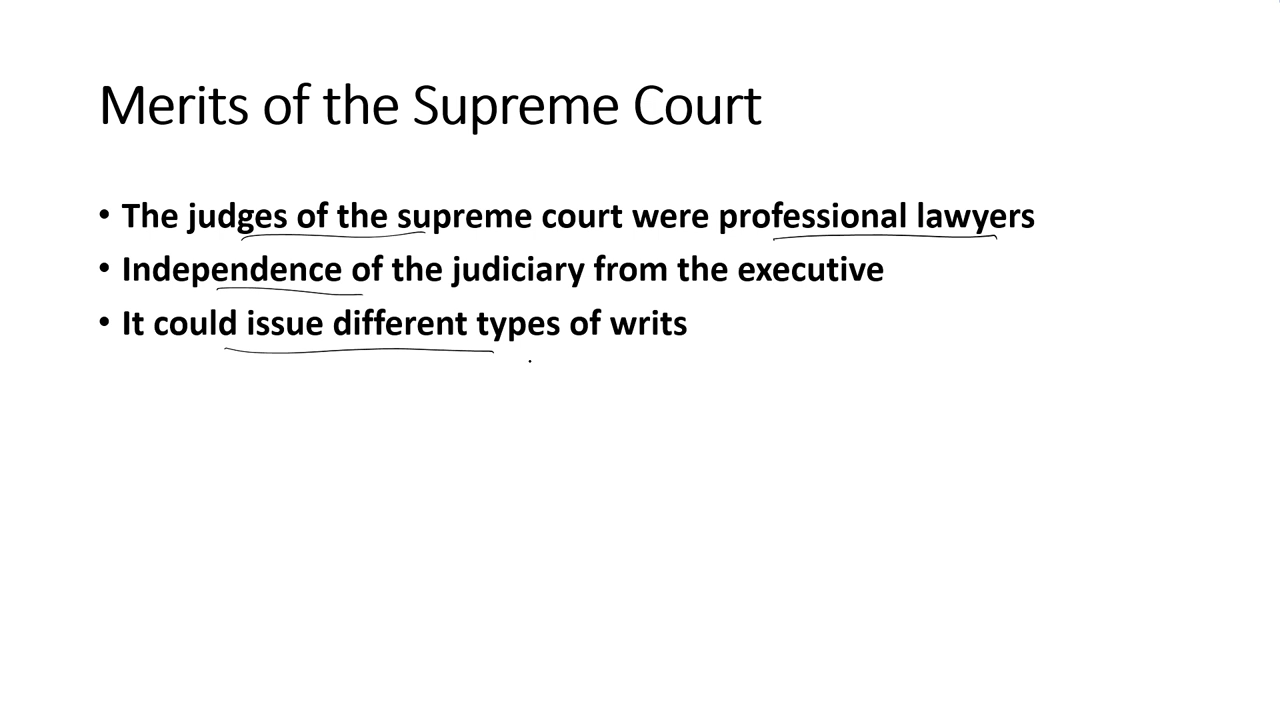 Merits of the Supreme Court
• The judges of the supreme court were professional lawyers
• Independence of the judiciary from the executive
• It could issue different types of writs